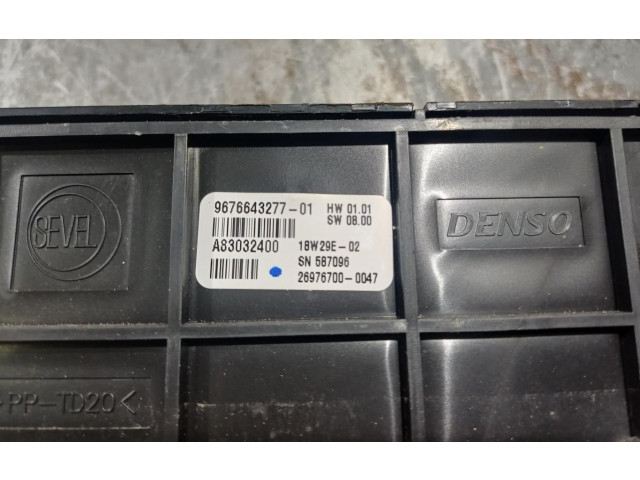 SEVEL
9676643277-01 HW 01.01
SW 08.00
A83032400 18W29E-02
SN 587096
26976700-0047
DENSO
>PP-TD20<